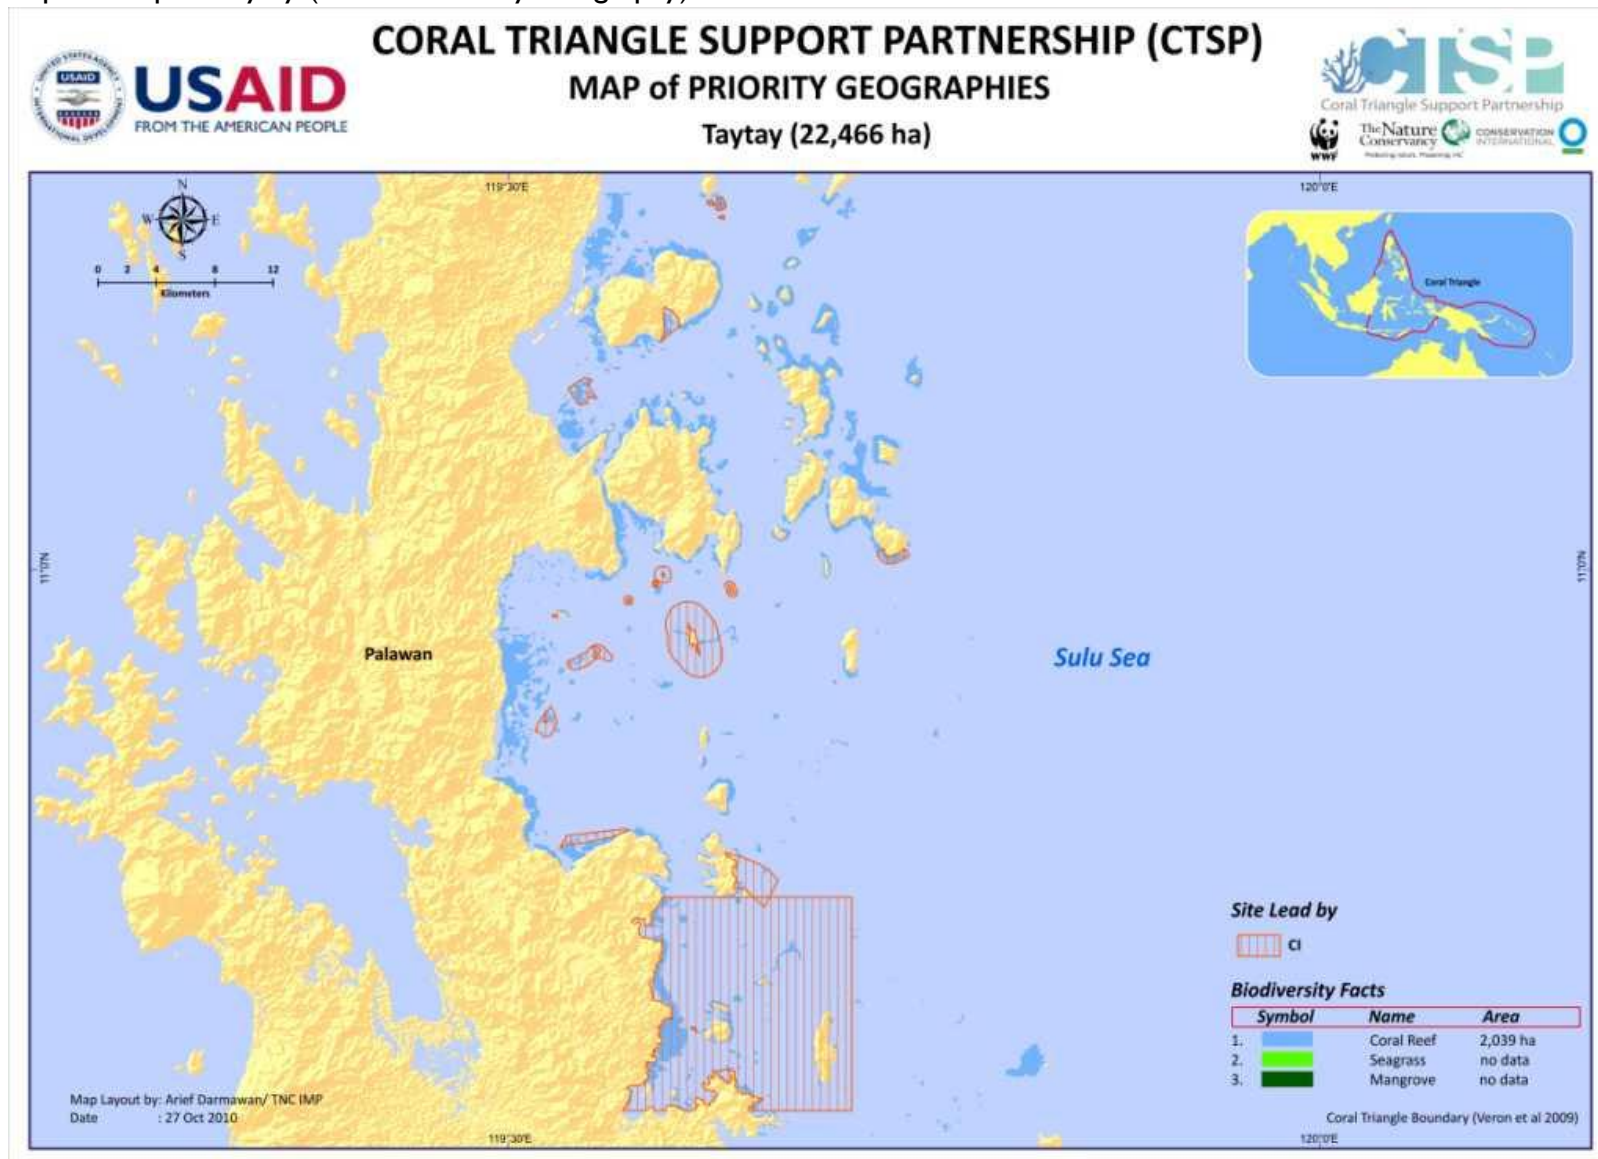 CORAL TRIANGLE SUPPORT PARTNERSHIP (CTSP)
MAP of PRIORITY GEOGRAPHIES
Taytay (22,466 ha)
USAID
USAID
FROM THE AMERICAN PEOPLE
CTSP
Coral Triangle Support Partnership
WWF
The Nature Conservancy
CONSERVATION INTERNATIONAL
119°30'E
120°0'E
N
W E
S
0 2 4 8 12
Kilometers
Coral Triangle
11°0'N
11°0'N
Palawan
Sulu Sea
Site Lead by
CI
Biodiversity Facts
Symbol Name Area
1. Coral Reef 2,039 ha
2. Seagrass no data
3. Mangrove no data
Map Layout by: Arief Darmawan/ TNC IMP
Date : 27 Oct 2010
Coral Triangle Boundary (Veron et al 2009)
119°30'E
120°0'E